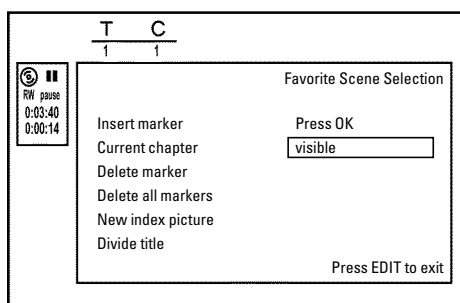 T C
1 1
RW pause
0:03:40
0:00:14
Favorite Scene Selection
Insert marker Press OK
Current chapter visible
Delete marker
Delete all markers
New index picture
Divide title
Press EDIT to exit